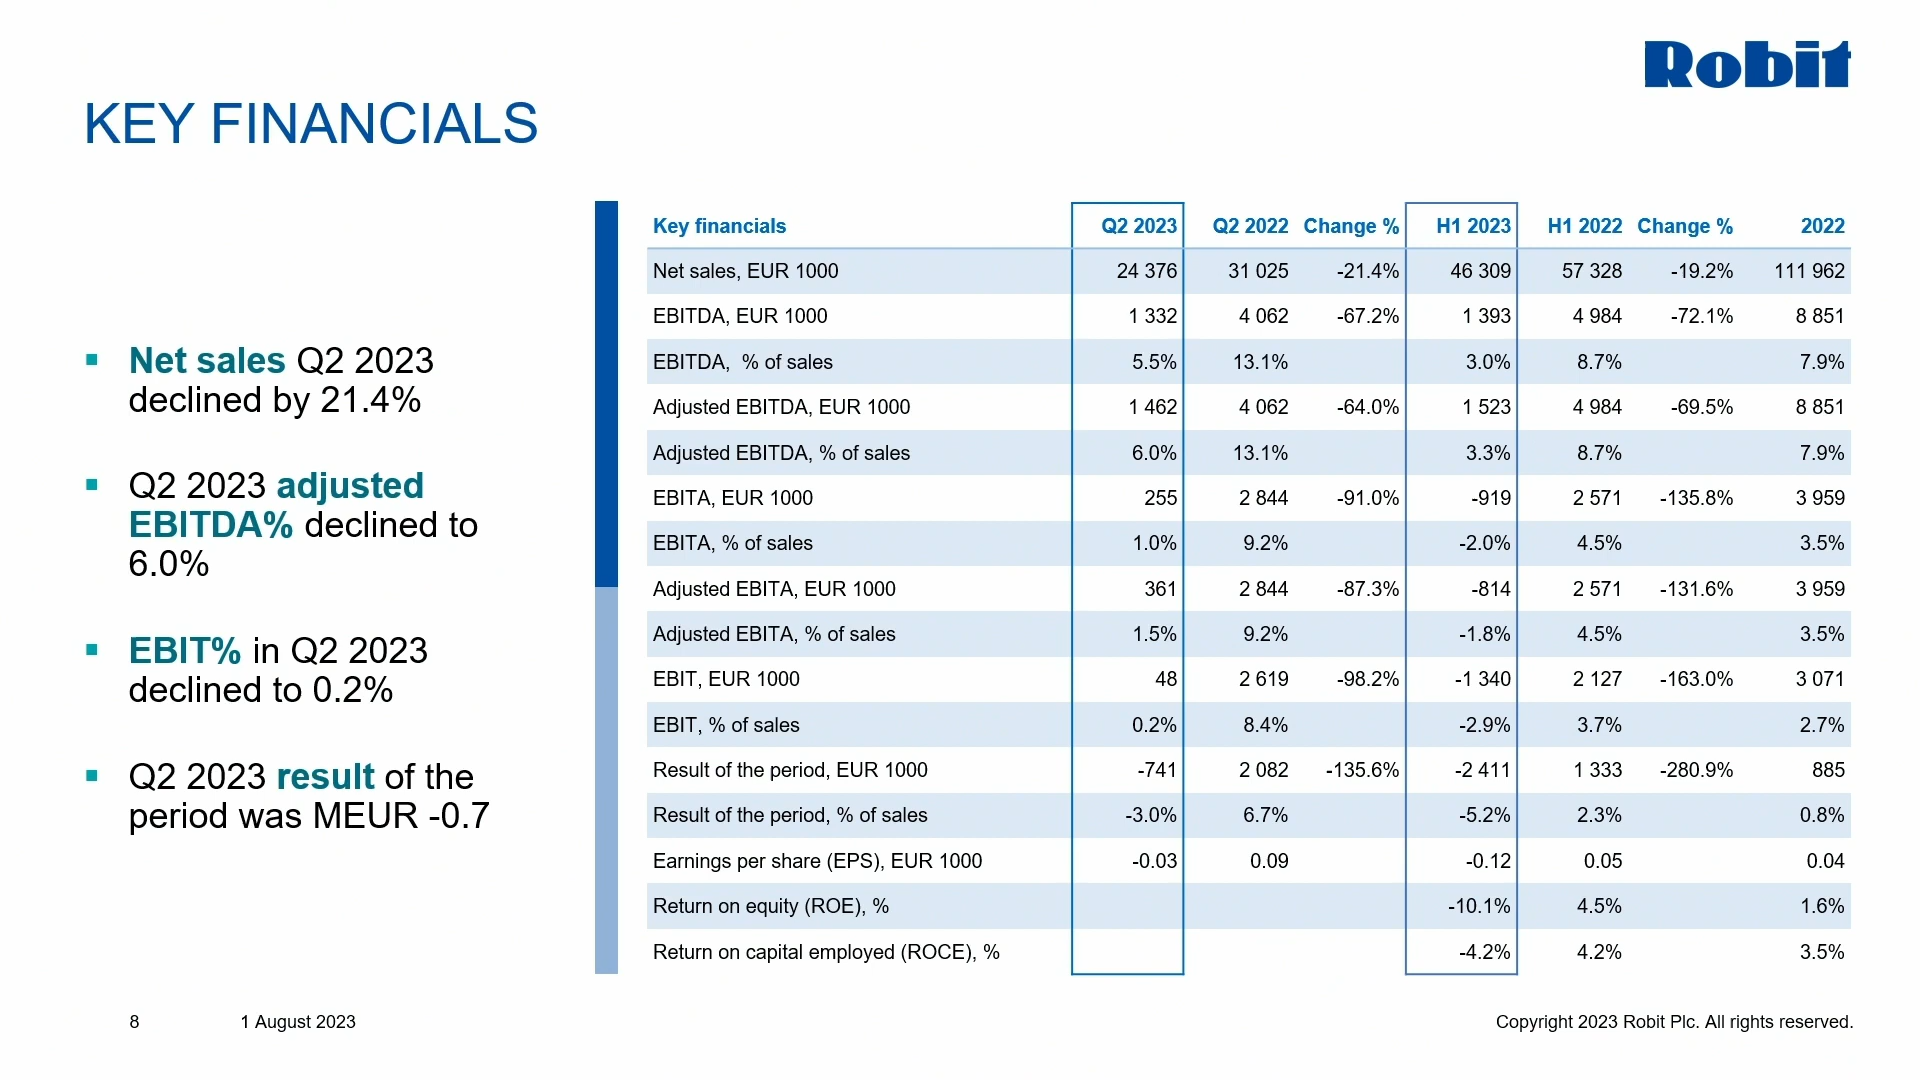 Robit
KEY FINANCIALS
▪ Net sales Q2 2023
declined by 21.4%
▪ Q2 2023 adjusted
EBITDA% declined to
6.0%
▪ EBIT% in Q2 2023
declined to 0.2%
▪ Q2 2023 result of the
period was MEUR -0.7
Key financials Q2 2023 Q2 2022 Change % H1 2023 H1 2022 Change % 2022
Net sales, EUR 1000 24 376 31 025 -21.4% 46 309 57 328 -19.2% 111 962
EBITDA, EUR 1000 1 332 4 062 -67.2% 1 393 4 984 -72.1% 8 851
EBITDA, % of sales 5.5% 13.1% 3.0% 8.7% 7.9%
Adjusted EBITDA, EUR 1000 1 462 4 062 -64.0% 1 523 4 984 -69.5% 8 851
Adjusted EBITDA, % of sales 6.0% 13.1% 3.3% 8.7% 7.9%
EBITA, EUR 1000 255 2 844 -91.0% -919 2 571 -135.8% 3 959
EBITA, % of sales 1.0% 9.2% -2.0% 4.5% 3.5%
Adjusted EBITA, EUR 1000 361 2 844 -87.3% -814 2 571 -131.6% 3 959
Adjusted EBITA, % of sales 1.5% 9.2% -1.8% 4.5% 3.5%
EBIT, EUR 1000 48 2 619 -98.2% -1 340 2 127 -163.0% 3 071
EBIT, % of sales 0.2% 8.4% -2.9% 3.7% 2.7%
Result of the period, EUR 1000 -741 2 082 -135.6% -2 411 1 333 -280.9% 885
Result of the period, % of sales -3.0% 6.7% -5.2% 2.3% 0.8%
Earnings per share (EPS), EUR 1000 -0.03 0.09 -0.12 0.05 0.04
Return on equity (ROE), % -10.1% 4.5% 1.6%
Return on capital employed (ROCE), % -4.2% 4.2% 3.5%
8 1 August 2023 Copyright 2023 Robit Plc. All rights reserved.